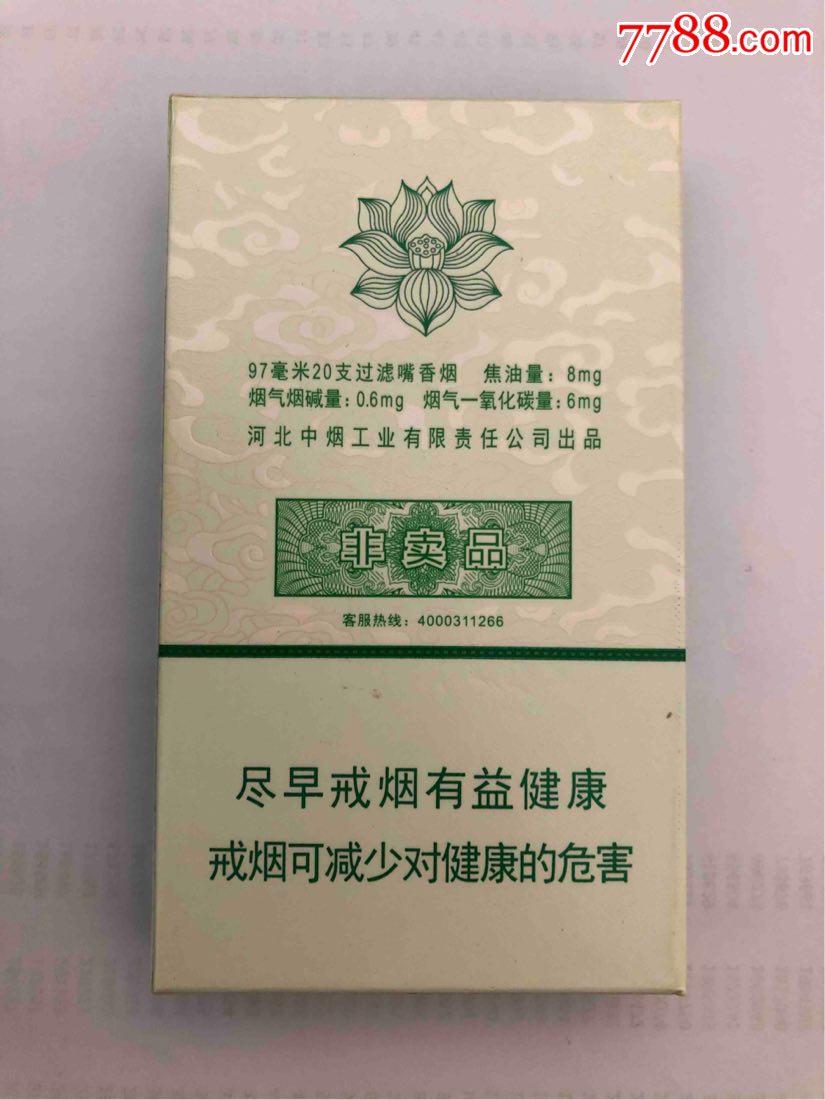 7788.com
97毫米20支过滤嘴香烟 焦油量：8mg
烟气烟碱量：0.6mg 烟气一氧化碳量：6mg
河北中烟工业有限责任公司出品
非卖品
客服热线：4000311266
尽早戒烟有益健康
戒烟可减少对健康的危害